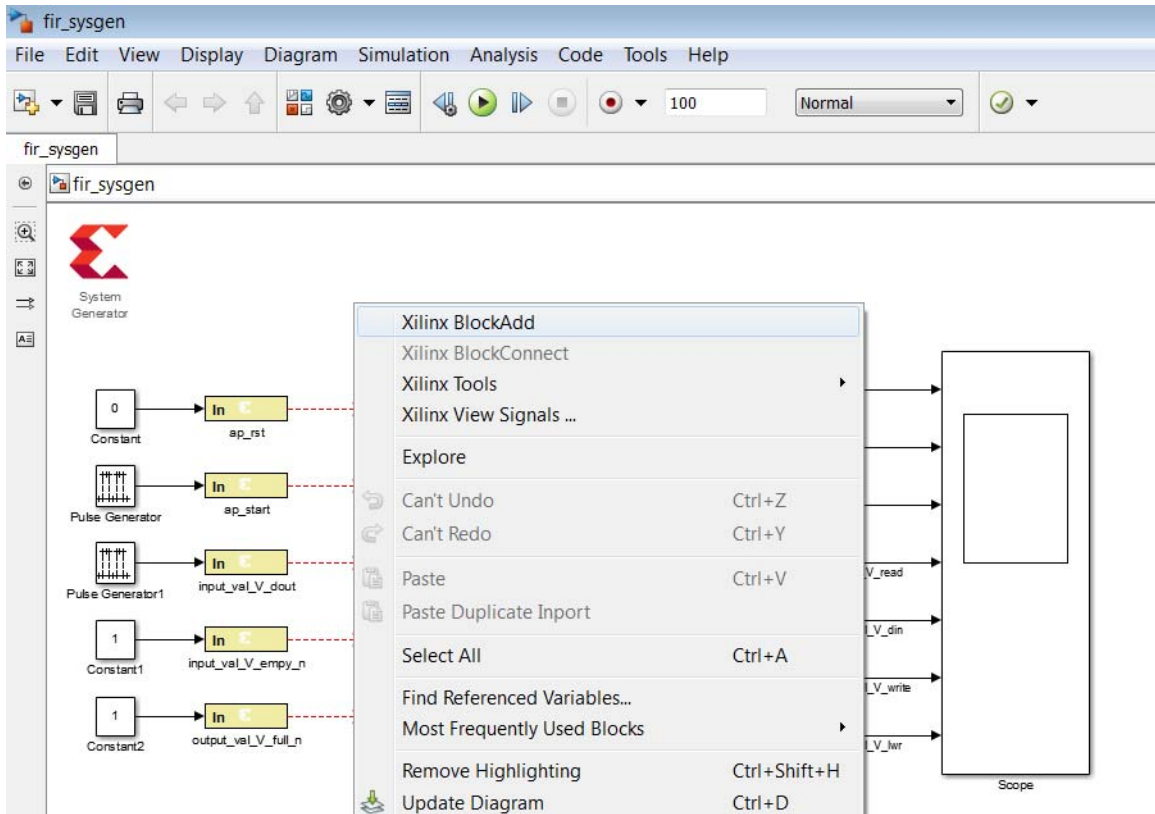 fir_sysgen
File Edit View Display Diagram Simulation Analysis Code Tools Help
100 Normal
fir_sysgen
fir_sysgen
System
Generator
Xilinx BlockAdd
Xilinx BlockConnect
Xilinx Tools
Xilinx View Signals ...
Explore
Can't Undo Ctrl+Z
Can't Redo Ctrl+Y
Paste Ctrl+V
Paste Duplicate Inport
Select All Ctrl+A
Find Referenced Variables...
Most Frequently Used Blocks
Remove Highlighting Ctrl+Shift+H
Update Diagram Ctrl+D
0
Constant
In
ap_rst
Pulse Generator
In
ap_start
Pulse Generator1
In
input_val_V_dout
1
Constant1
In
input_val_V_empy_n
1
Constant2
In
output_val_V_full_n
V_read
l_V_din
l_V_write
l_V_lwr
Scope